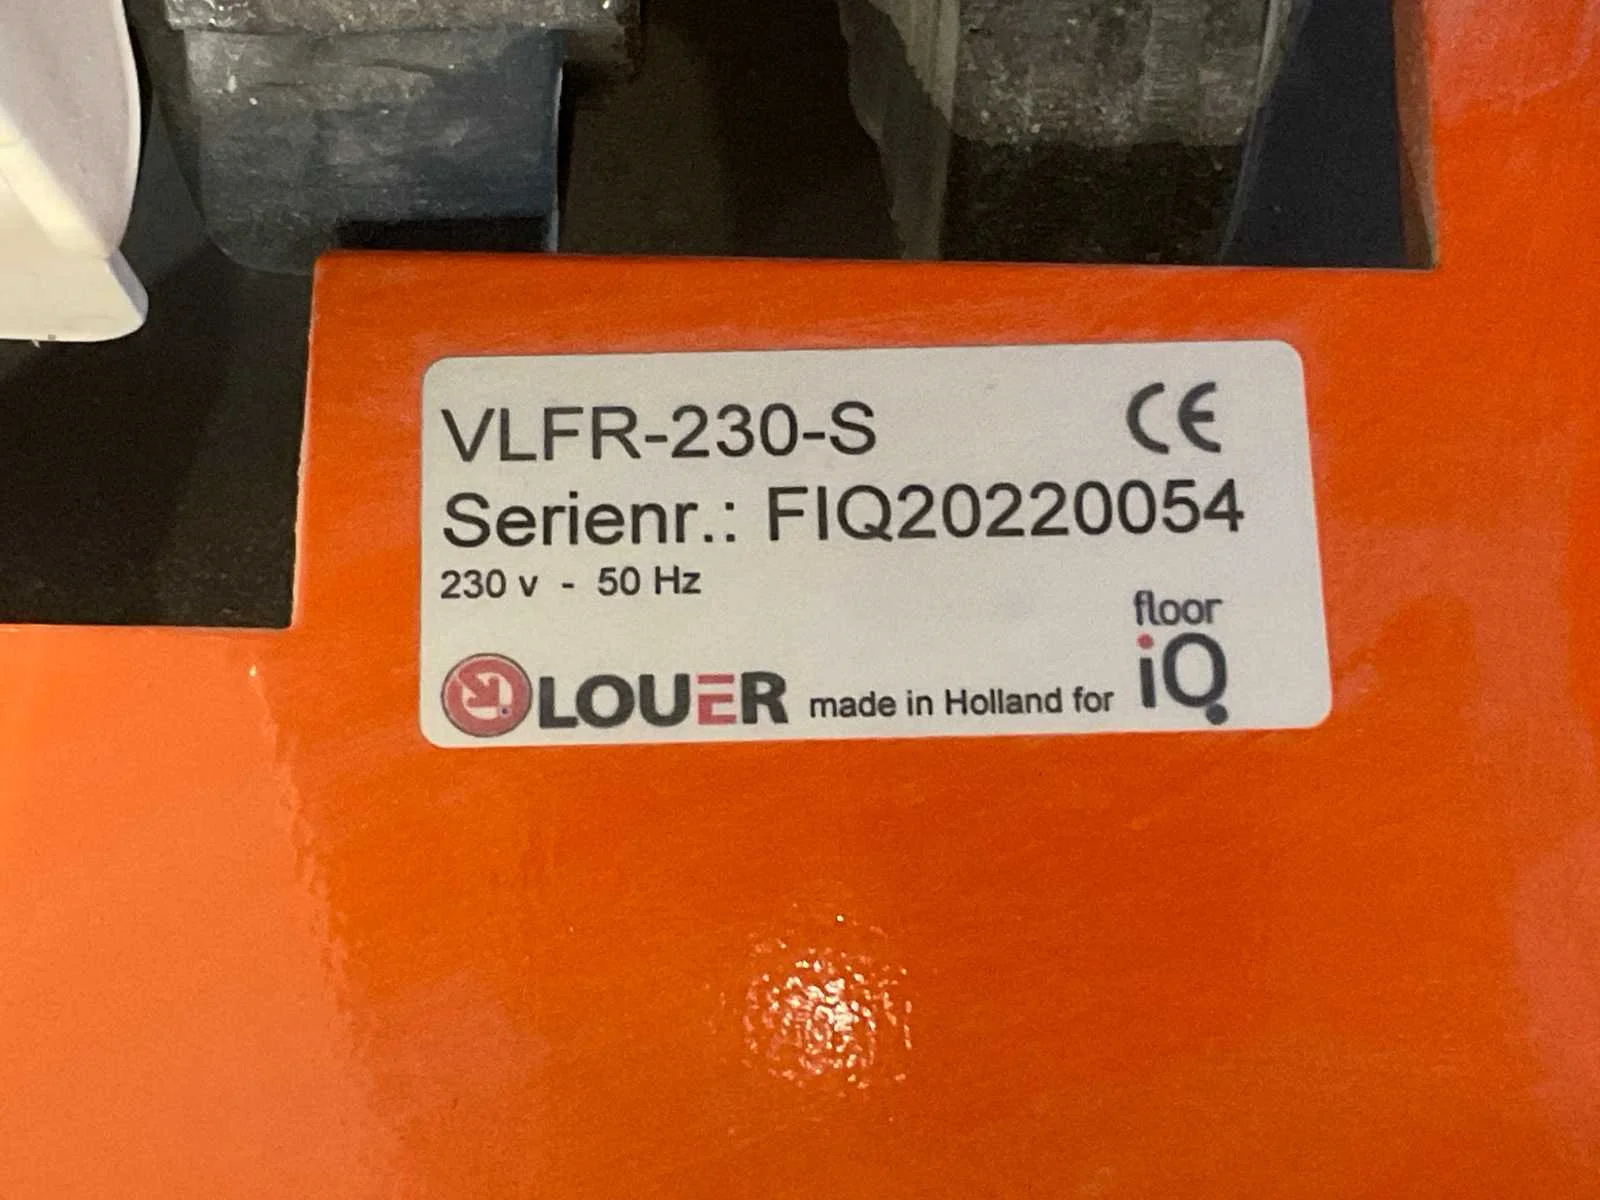 VLFR-230-S CE
Serienr.: FIQ20220054
230 v - 50 Hz
LOUER made in Holland for floor iQ